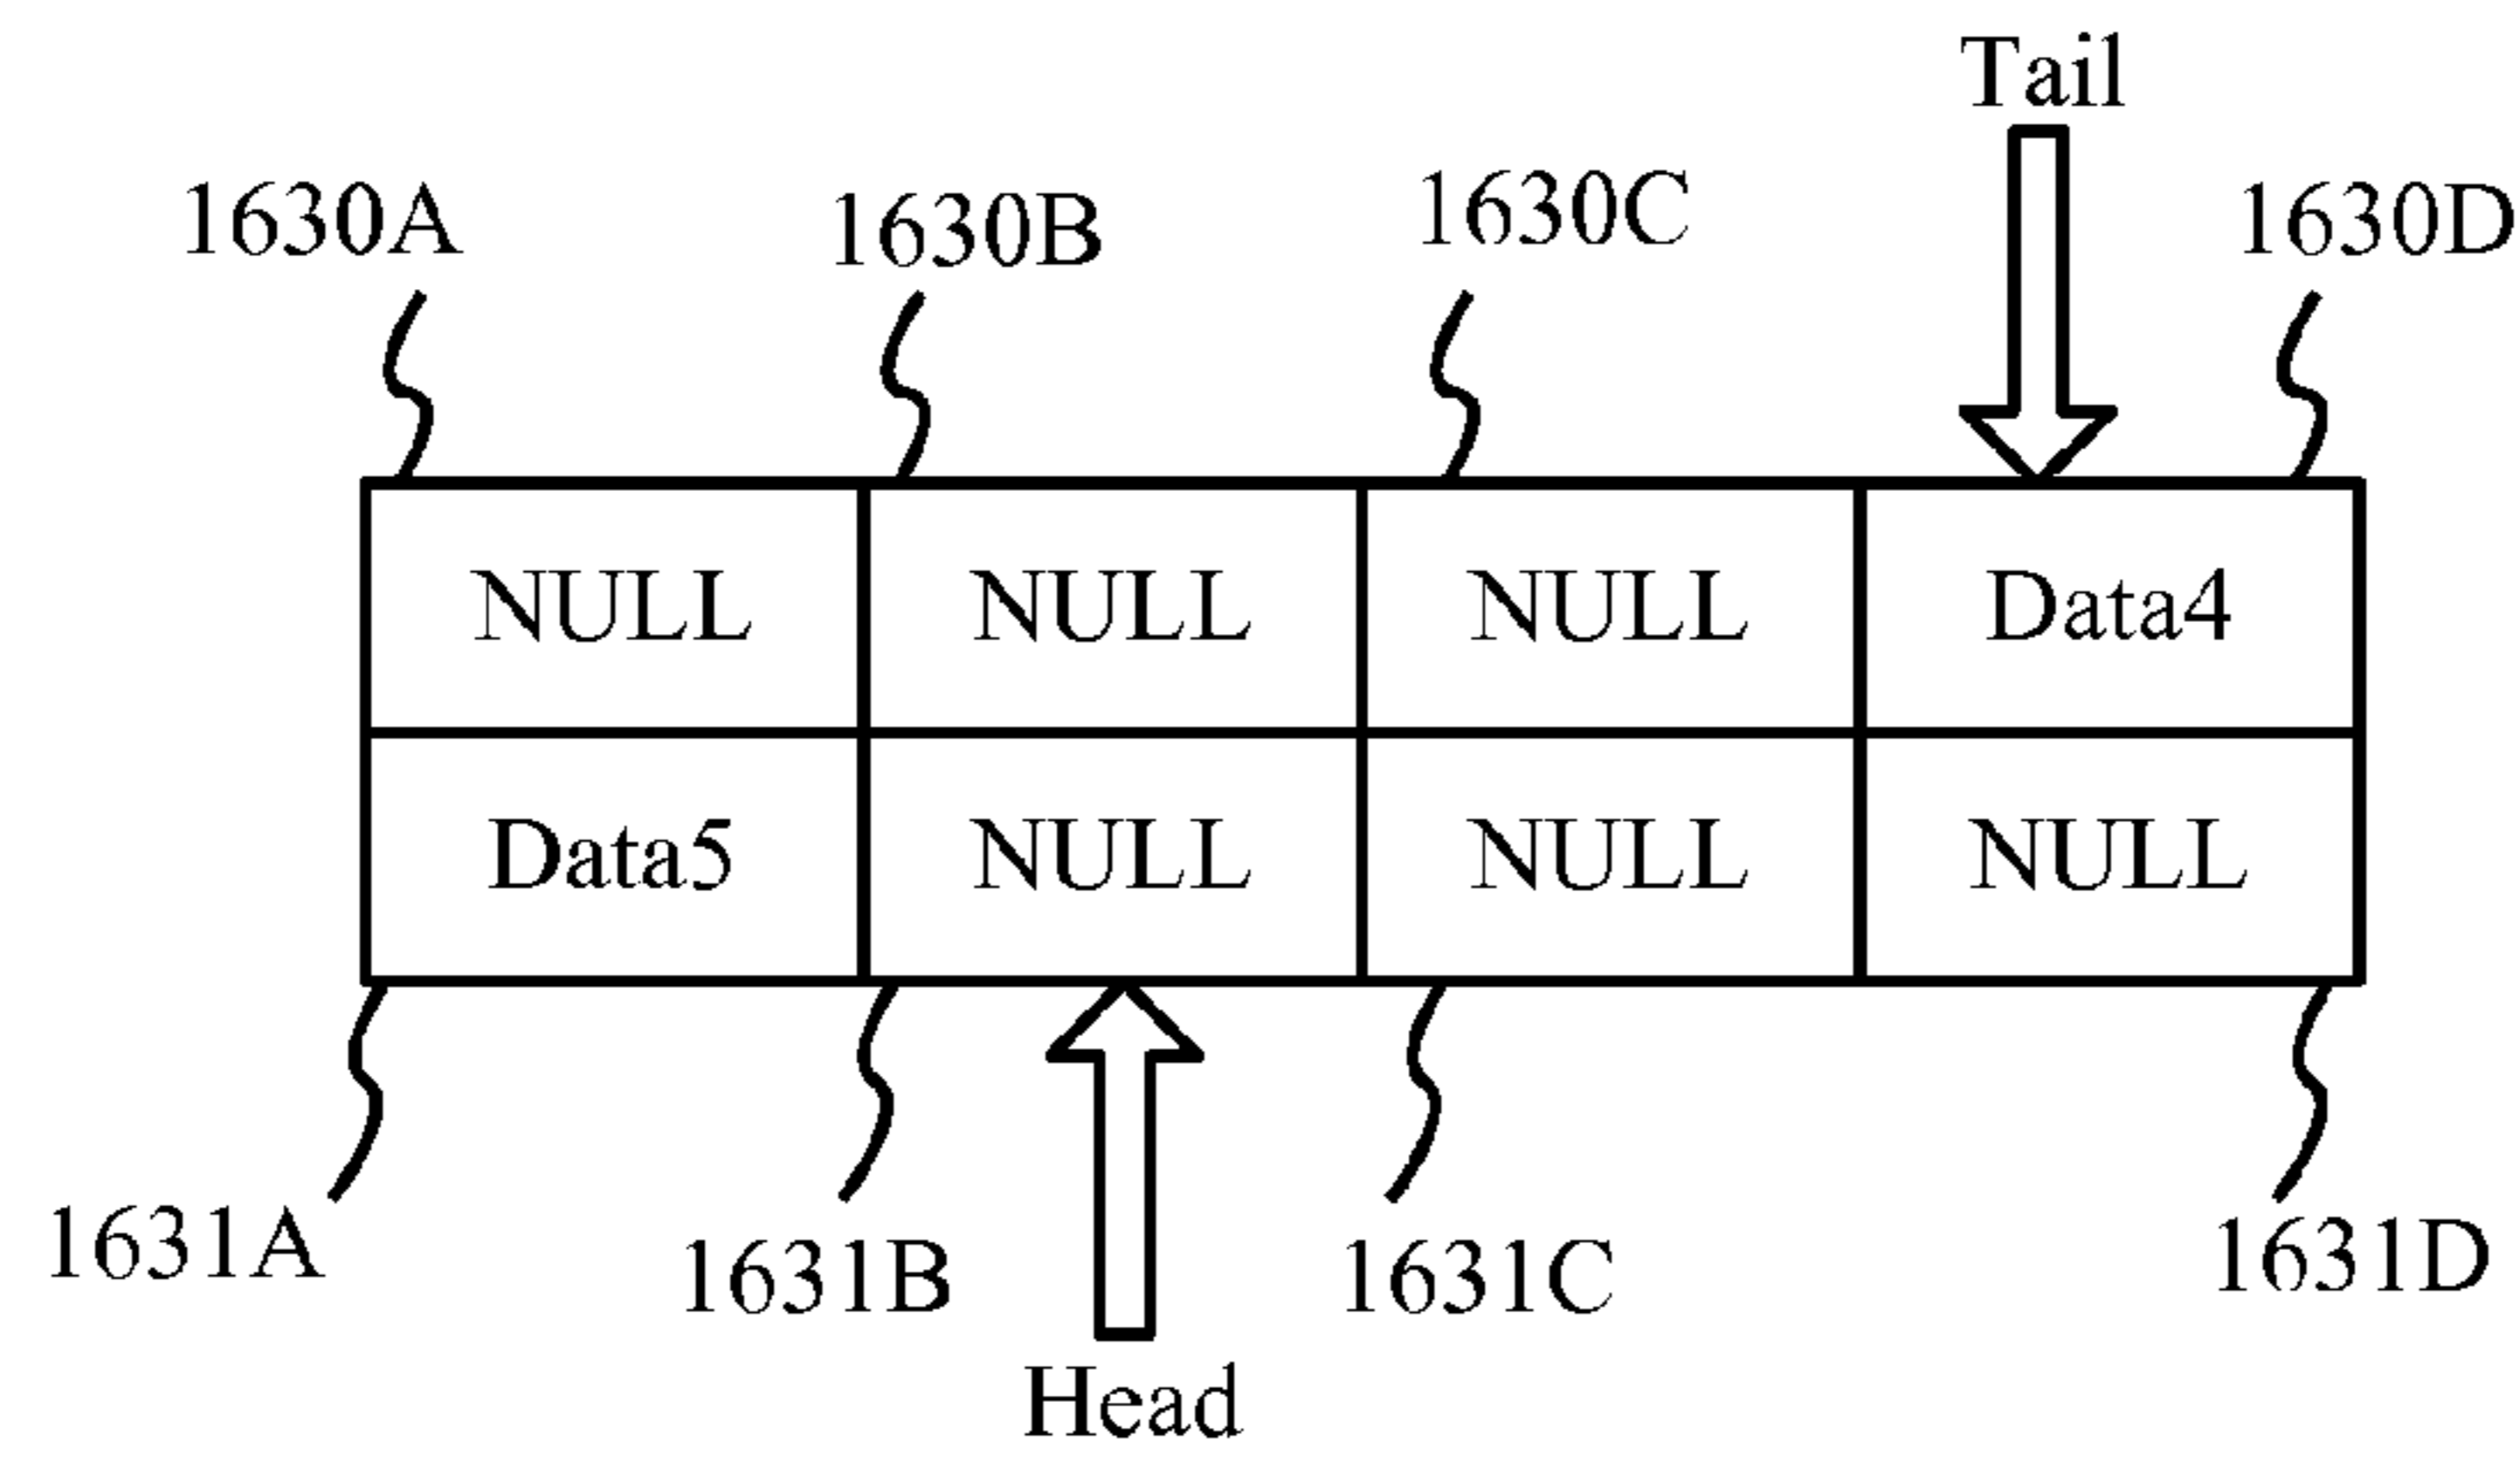 Tail
1630A 1630B 1630C 1630D
NULL NULL NULL Data4
Data5 NULL NULL NULL
1631A 1631B 1631C 1631D
Head